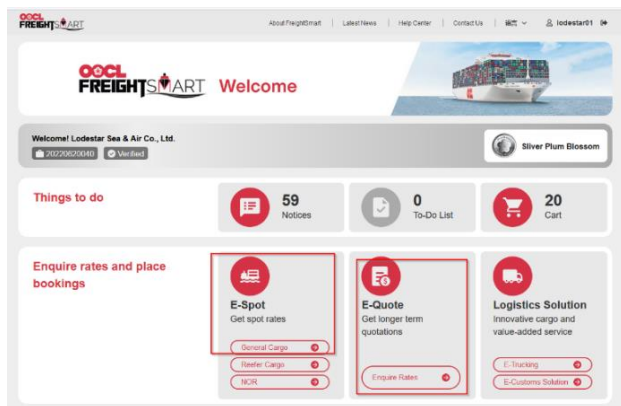 OOCL
FREIGHTSMART
About FreightSmart
Latest News
Help Center
Contact Us
lodestar01
OOCL
FREIGHTSMART Welcome
Welcome! Lodestar Sea & Air Co., Ltd.
20220620040
Verified
Sliver Plum Blossom
Things to do
59
Notices
0
To-Do List
20
Cart
Enquire rates and place
bookings
E-Spot
Get spot rates
General Cargo
Reefer Cargo
NOR
E-Quote
Get longer term
quotations
Enquire Rates
Logistics Solution
Innovative cargo and
value-added service
E-Trucking
E-Customs Solution